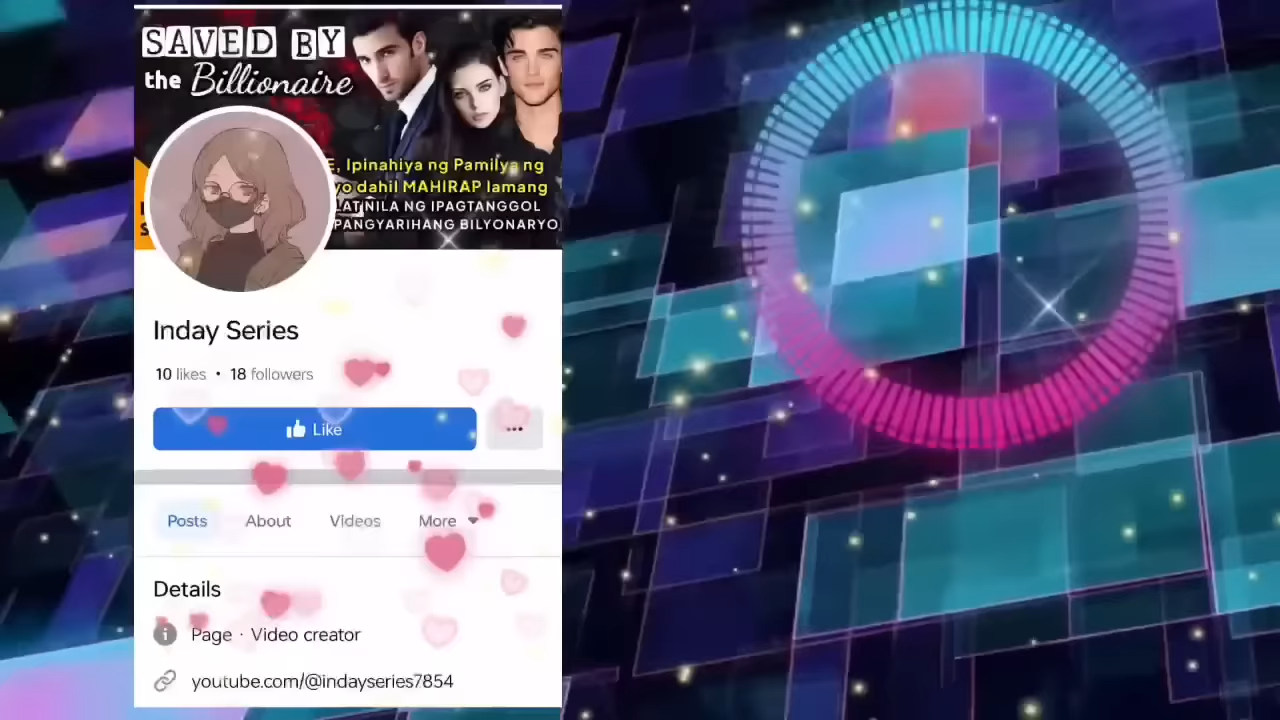 SAVED BY
the Billionaire
E, Ipinahiya ng Pamilya ng
yo dahil MAHIRAP lamang
NILA NG IPAGTANGGOL
PANGYARIHANG BILYONARYO
Inday Series
10 likes • 18 followers
Like
...
Posts About Videos More
Details
Page · Video creator
youtube.com/@indayseries7854